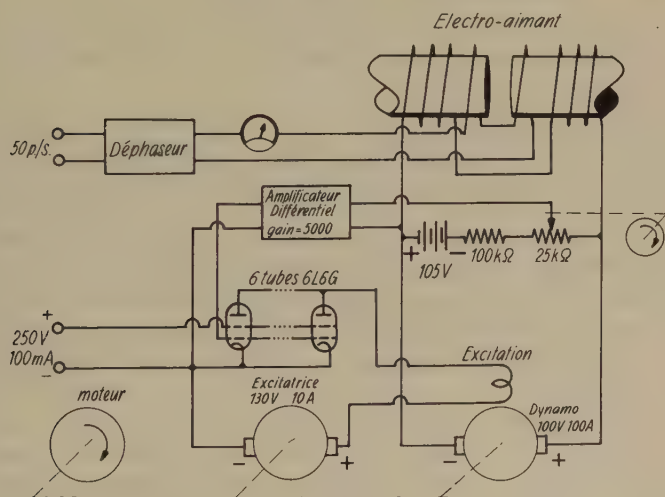 Electro-aimant
50p/s.
Déphaseur
Amplificateur
Différentiel
gain=5000
+
−
105V
100kΩ
25kΩ
6 tubes 6L6G
+
250V
100mA
−
Excitation
moteur
Excitatrice
130V 10A
−
+
Dynamo
100V 100A
−
+